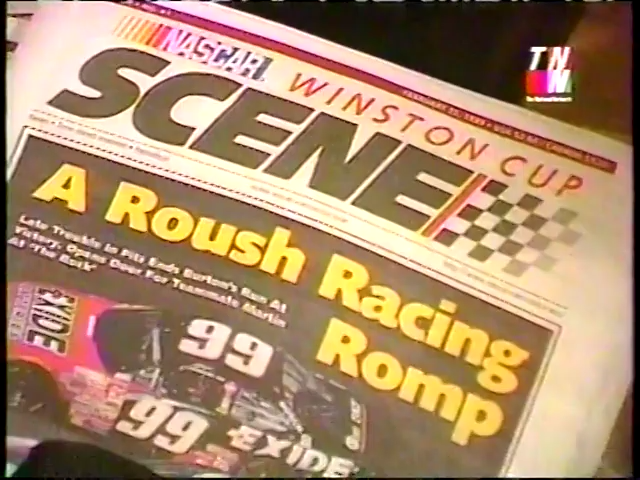 NASCAR
WINSTON CUP
SCENE
TNN
A Roush Racing
Romp
Late Trouble In Pits Ends Burton's Run At
Victory, Opens Door For Teammate Martin
At 'The Rock'
99
EXIDE
99
EXIDE